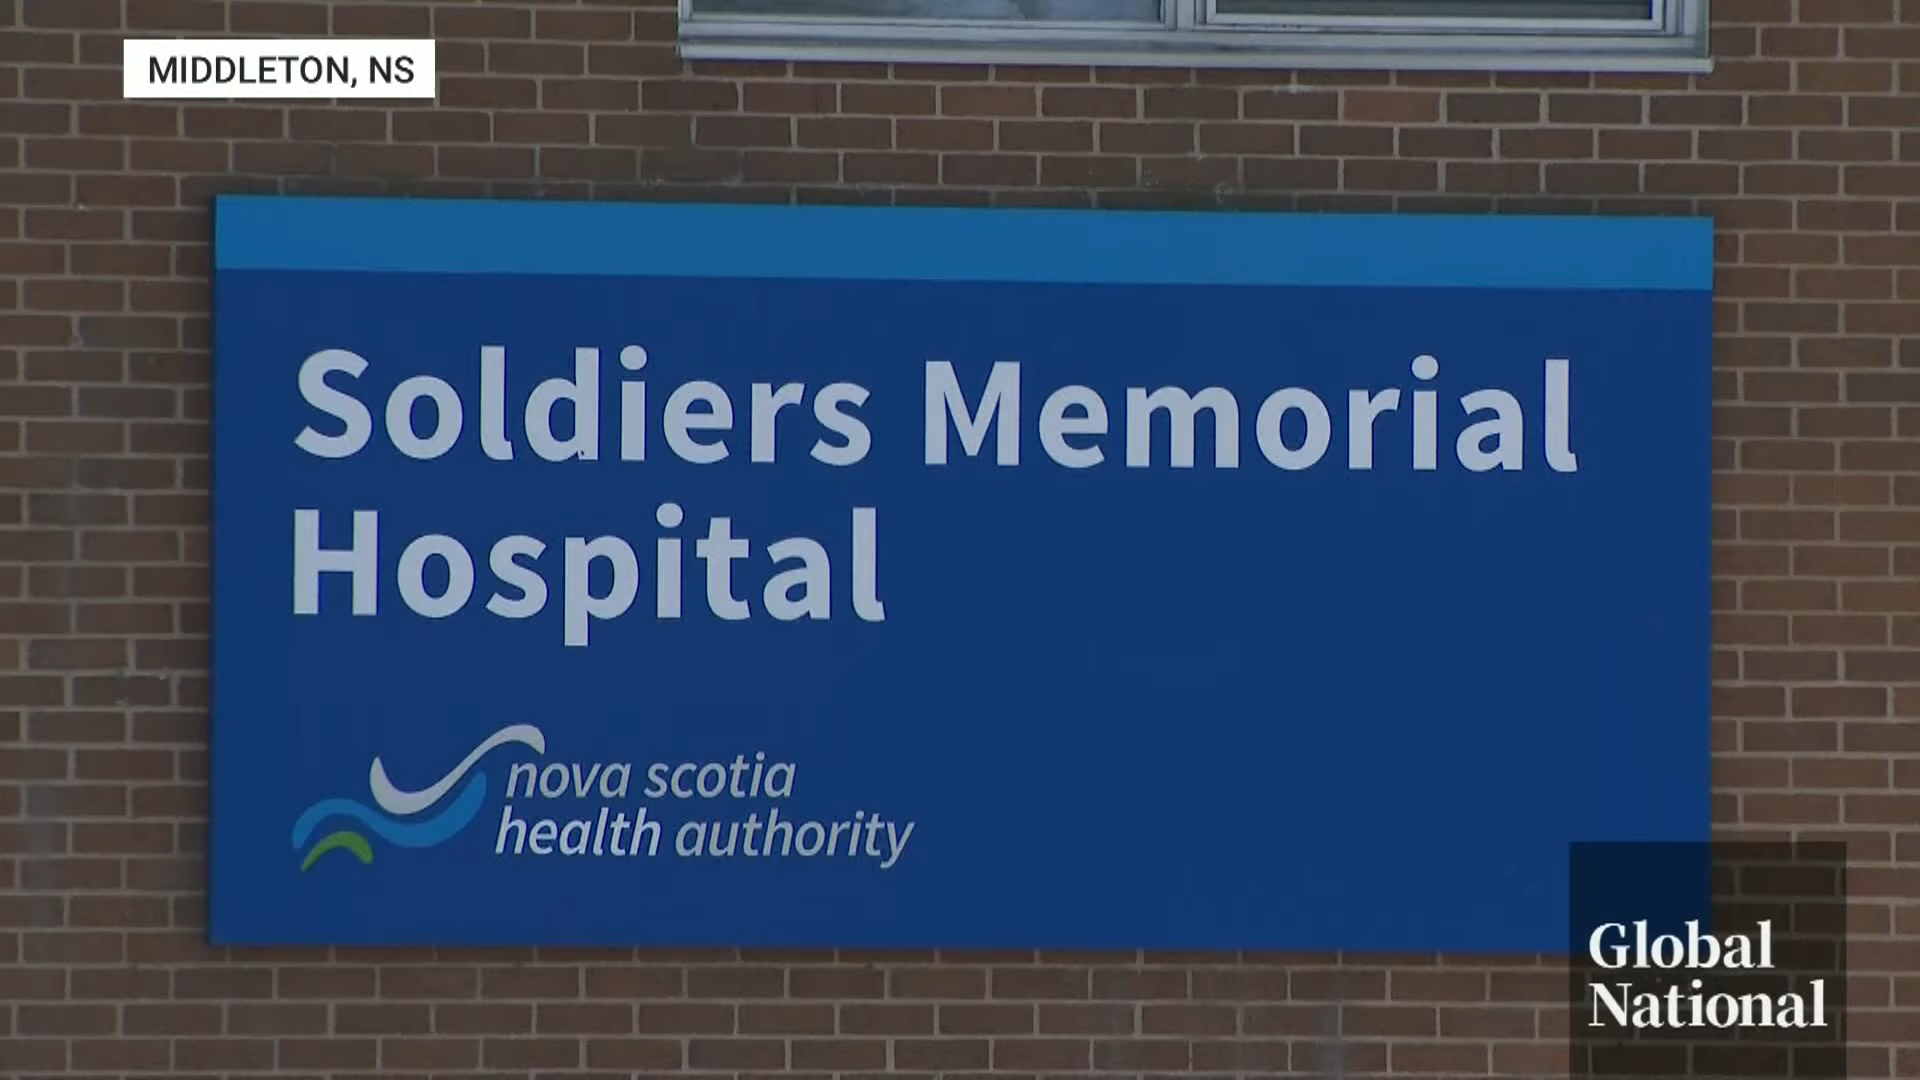 MIDDLETON, NS
Soldiers Memorial
Hospital
nova scotia
health authority
Global
National